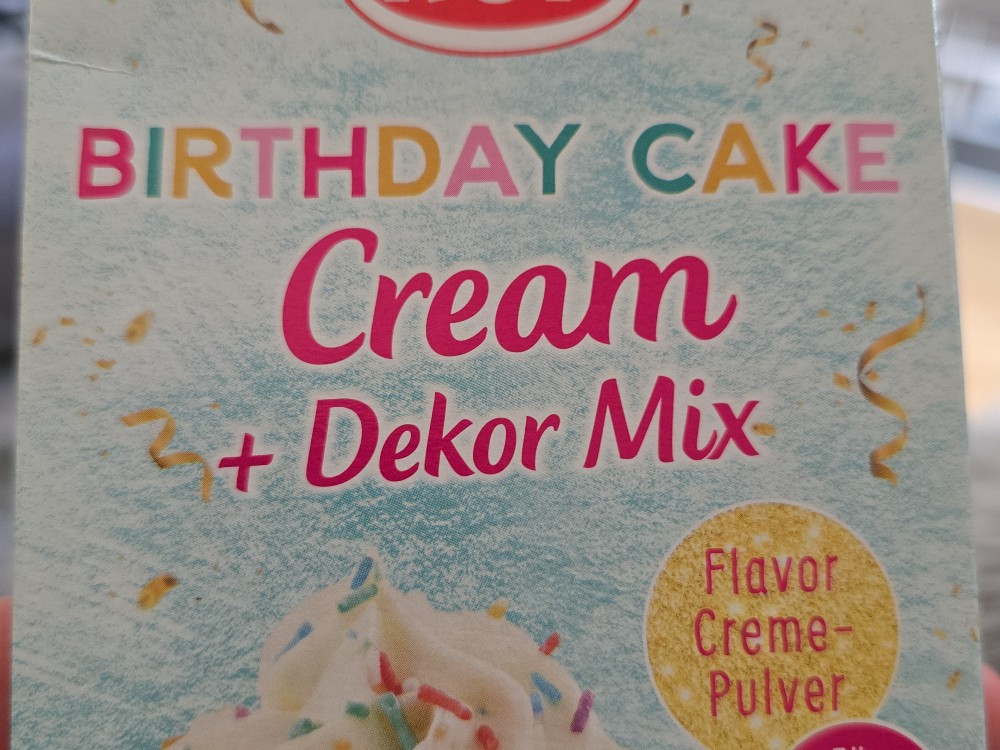 BIRTHDAY CAKE
Cream
+ Dekor Mix
Flavor
Creme-
Pulver